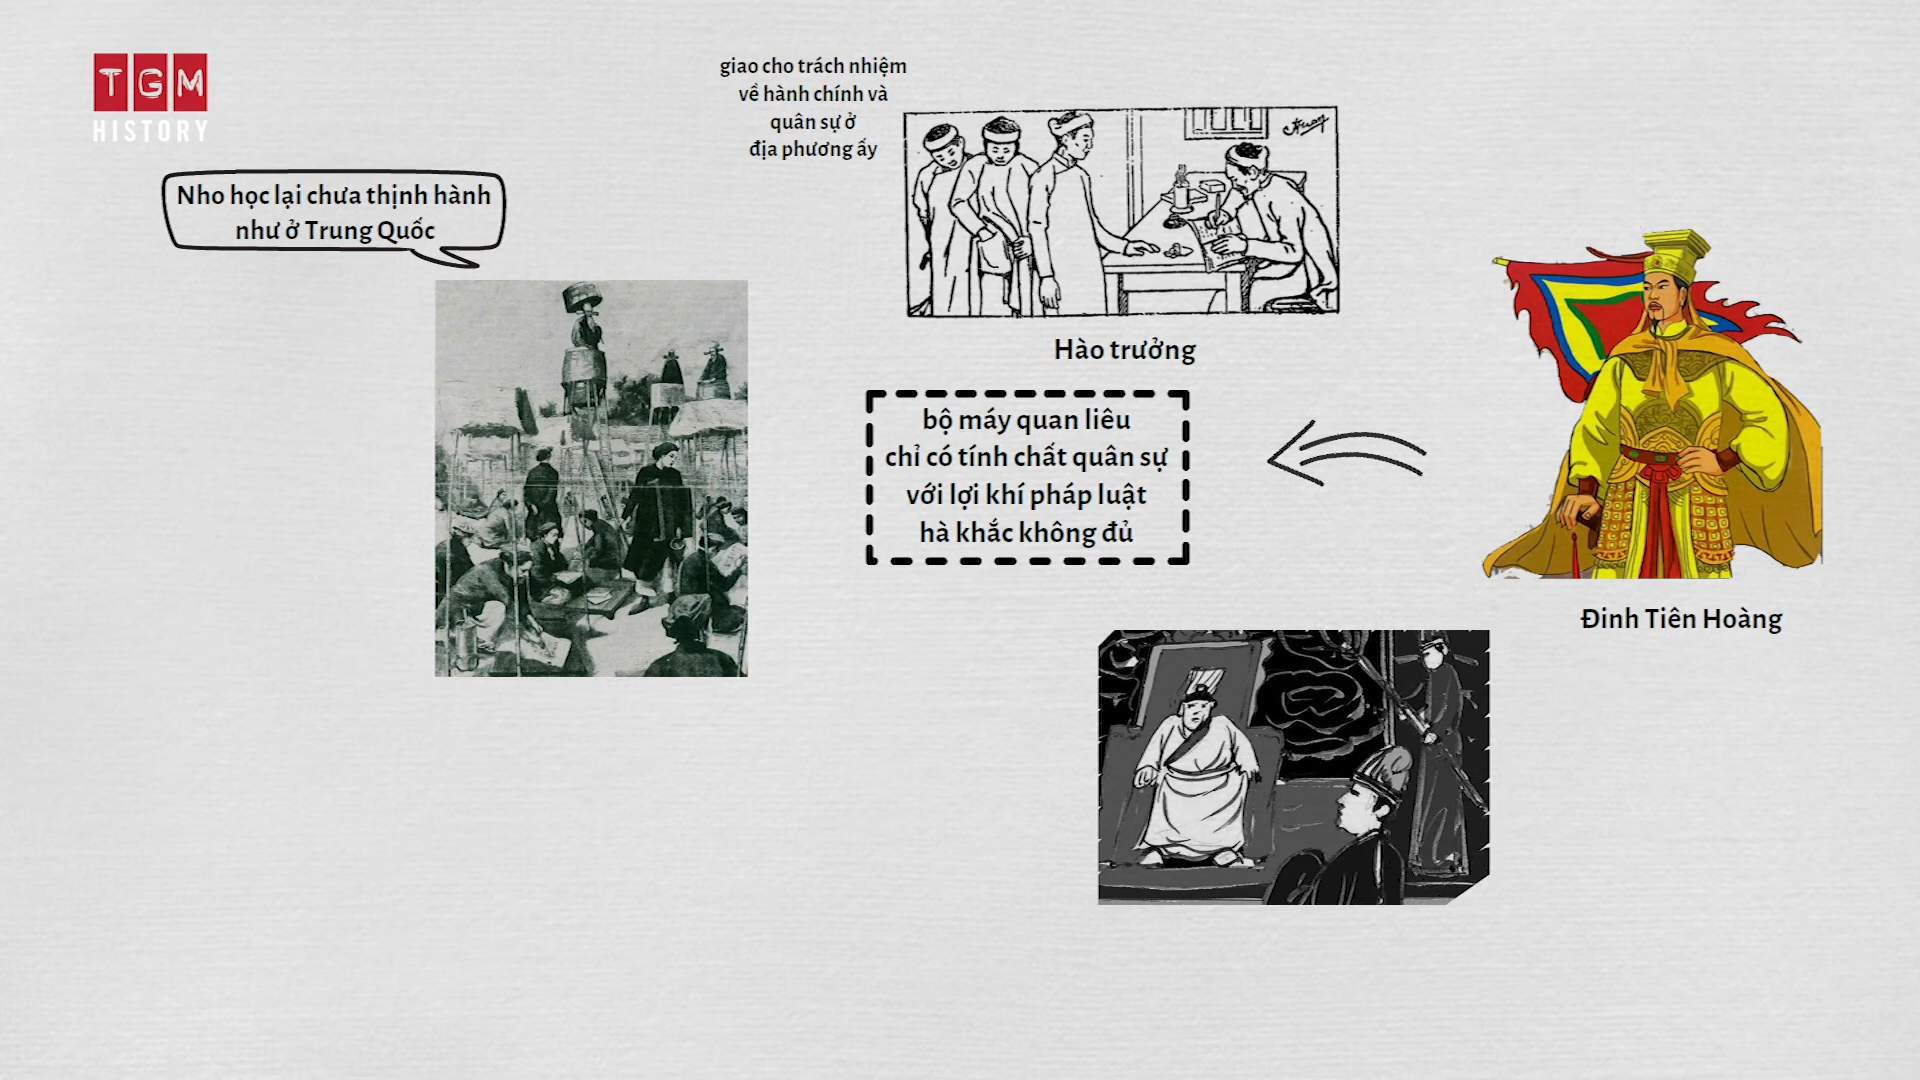 TGM
HISTORY
giao cho trách nhiệm
về hành chính và
quân sự ở
địa phương ấy
Nho học lại chưa thịnh hành
như ở Trung Quốc
Hào trưởng
bộ máy quan liêu
chỉ có tính chất quân sự
với lợi khí pháp luật
hà khắc không đủ
Đinh Tiên Hoàng